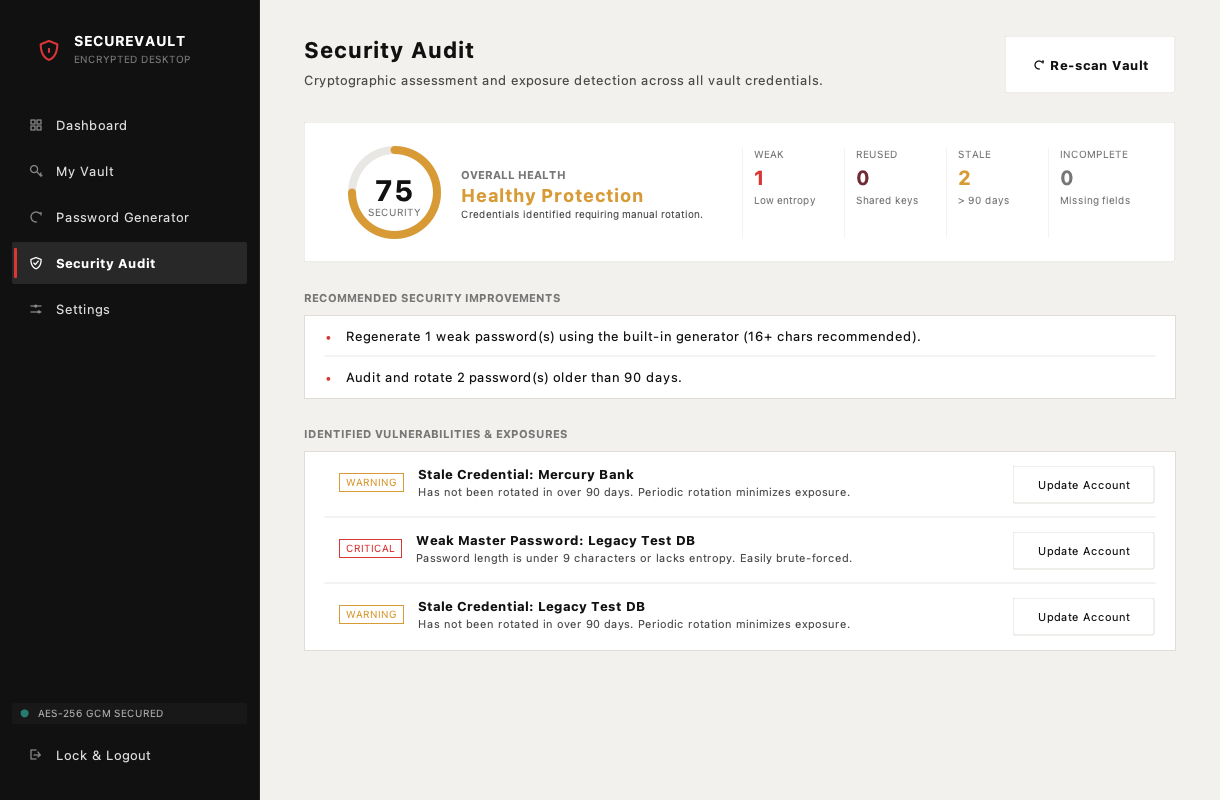 SECUREVAULT
ENCRYPTED DESKTOP
Dashboard
My Vault
Password Generator
Security Audit
Settings
AES-256 GCM SECURED
Lock & Logout
Security Audit
Cryptographic assessment and exposure detection across all vault credentials.
Re-scan Vault
75
SECURITY
OVERALL HEALTH
Healthy Protection
Credentials identified requiring manual rotation.
WEAK
1
Low entropy
REUSED
0
Shared keys
STALE
2
> 90 days
INCOMPLETE
0
Missing fields
RECOMMENDED SECURITY IMPROVEMENTS
• Regenerate 1 weak password(s) using the built-in generator (16+ chars recommended).
• Audit and rotate 2 password(s) older than 90 days.
IDENTIFIED VULNERABILITIES & EXPOSURES
WARNING
Stale Credential: Mercury Bank
Has not been rotated in over 90 days. Periodic rotation minimizes exposure.
Update Account
CRITICAL
Weak Master Password: Legacy Test DB
Password length is under 9 characters or lacks entropy. Easily brute-forced.
Update Account
WARNING
Stale Credential: Legacy Test DB
Has not been rotated in over 90 days. Periodic rotation minimizes exposure.
Update Account